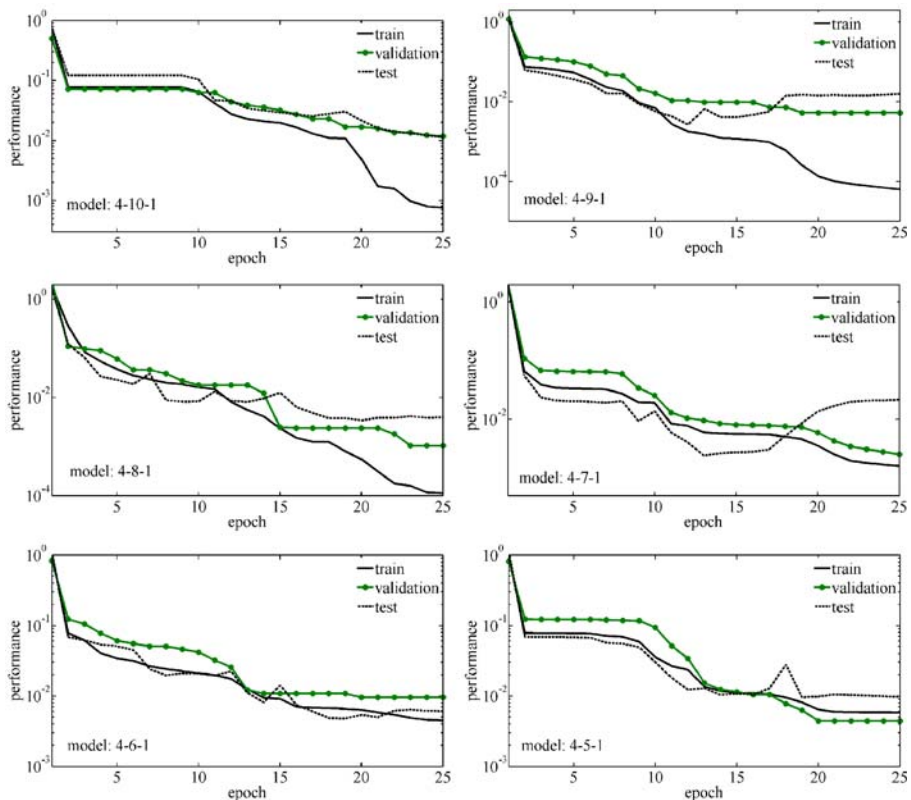 10^0
10^-1
10^-2
10^-3
performance
train
validation
test
model: 4-10-1
5 10 15 20 25
epoch
10^0
10^-2
10^-4
performance
train
validation
test
model: 4-9-1
5 10 15 20 25
epoch
10^0
10^-2
10^-4
performance
train
validation
test
model: 4-8-1
5 10 15 20 25
epoch
10^0
10^-2
performance
train
validation
test
model: 4-7-1
5 10 15 20 25
epoch
10^0
10^-1
10^-2
10^-3
performance
train
validation
test
model: 4-6-1
5 10 15 20 25
epoch
10^0
10^-1
10^-2
10^-3
performance
train
validation
test
model: 4-5-1
5 10 15 20 25
epoch